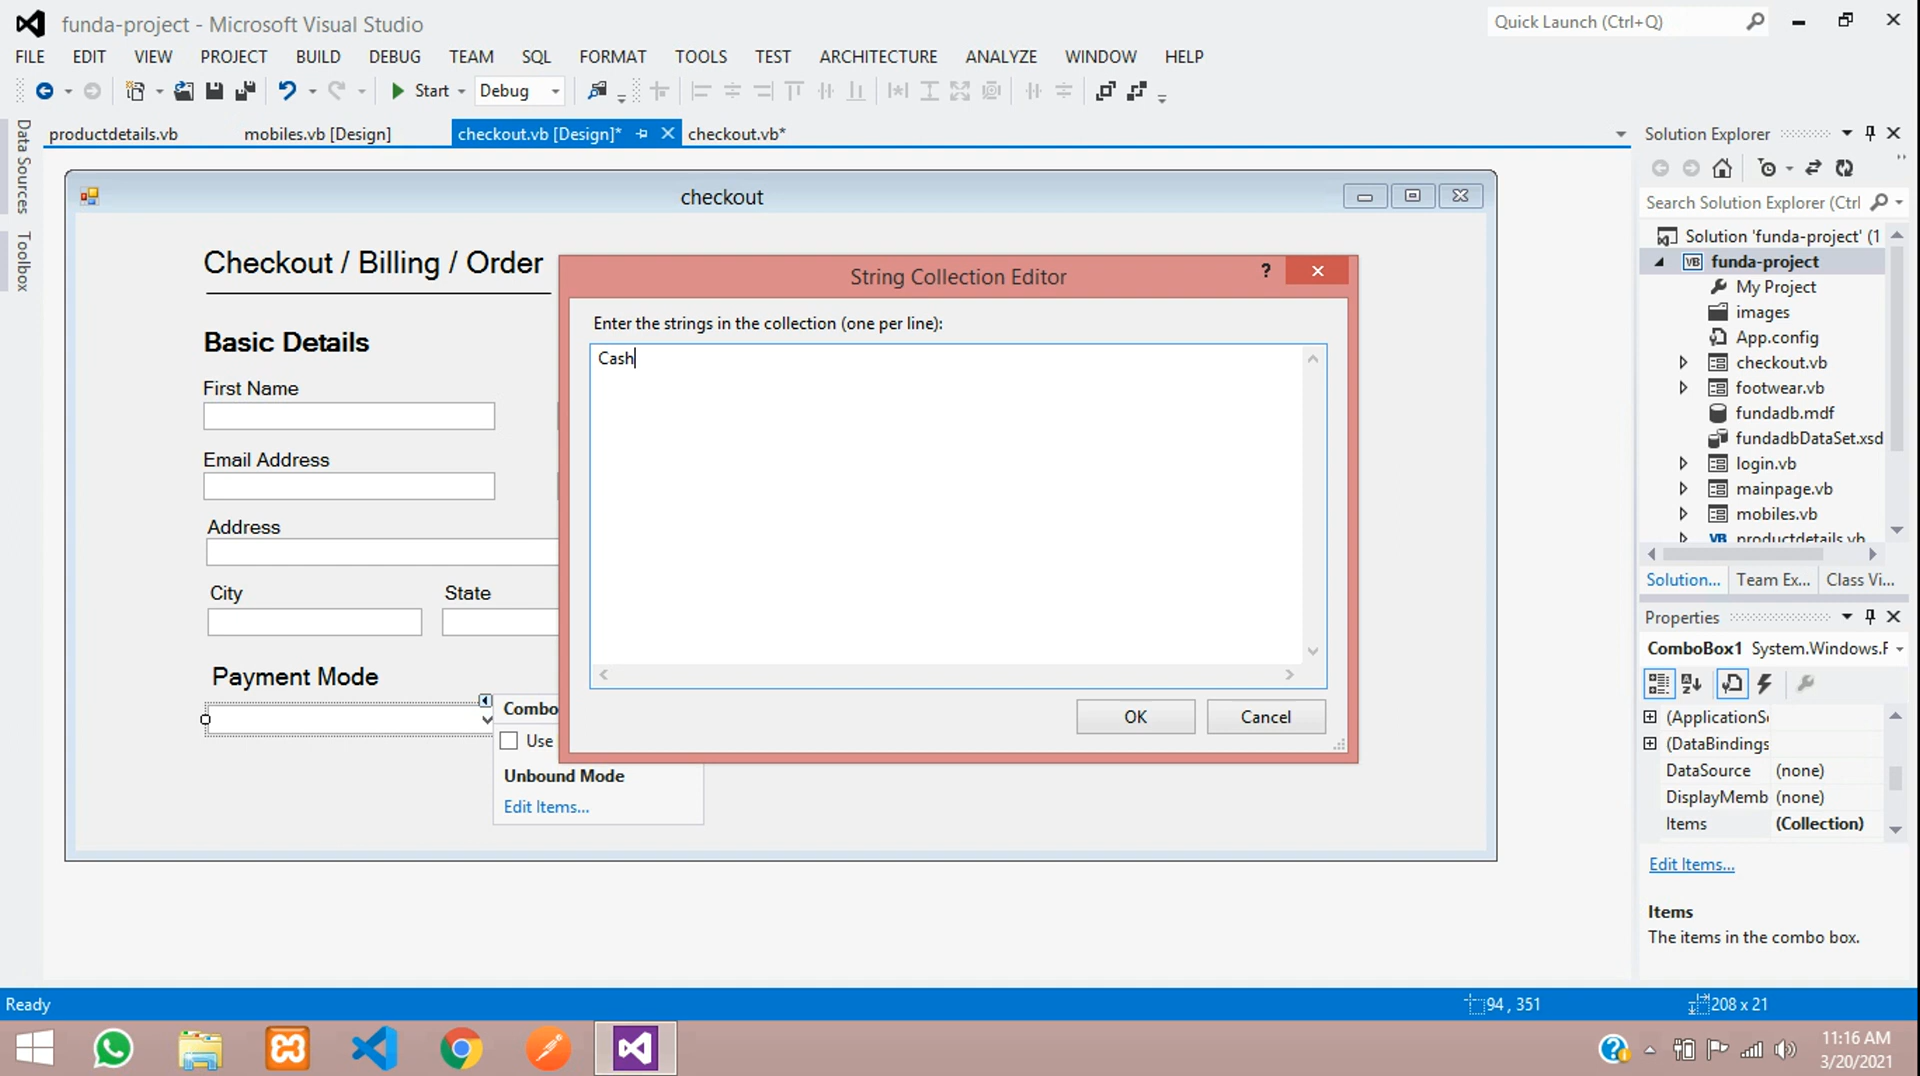 funda-project - Microsoft Visual Studio
Quick Launch (Ctrl+Q)
FILE EDIT VIEW PROJECT BUILD DEBUG TEAM SQL FORMAT TOOLS TEST ARCHITECTURE ANALYZE WINDOW HELP
Start Debug
productdetails.vb mobiles.vb [Design] checkout.vb [Design]* checkout.vb*
Data Sources
Toolbox
checkout
Checkout / Billing / Order
Basic Details
First Name
Email Address
Address
City State
Payment Mode
Combo
Use
Unbound Mode
Edit Items...
String Collection Editor
?
Enter the strings in the collection (one per line):
Cash
OK Cancel
Solution Explorer
Search Solution Explorer (Ctrl
Solution 'funda-project' (1
VB funda-project
My Project
images
App.config
checkout.vb
footwear.vb
fundadb.mdf
fundadbDataSet.xsd
login.vb
mainpage.vb
mobiles.vb
VB productdetails.vb
Solution... Team Ex... Class Vi...
Properties
ComboBox1 System.Windows.F
(ApplicationSe
(DataBindings
DataSource (none)
DisplayMemb (none)
Items (Collection)
Edit Items...
Items
The items in the combo box.
Ready 94 , 351 208 x 21
11:16 AM
3/20/2021